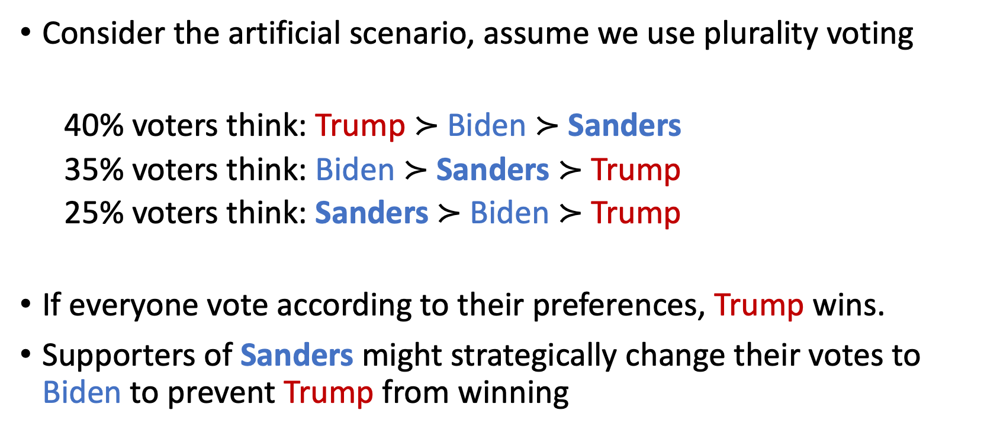 • Consider the artificial scenario, assume we use plurality voting
40% voters think: Trump ≻ Biden ≻ Sanders
35% voters think: Biden ≻ Sanders ≻ Trump
25% voters think: Sanders ≻ Biden ≻ Trump
• If everyone vote according to their preferences, Trump wins.
• Supporters of Sanders might strategically change their votes to
Biden to prevent Trump from winning